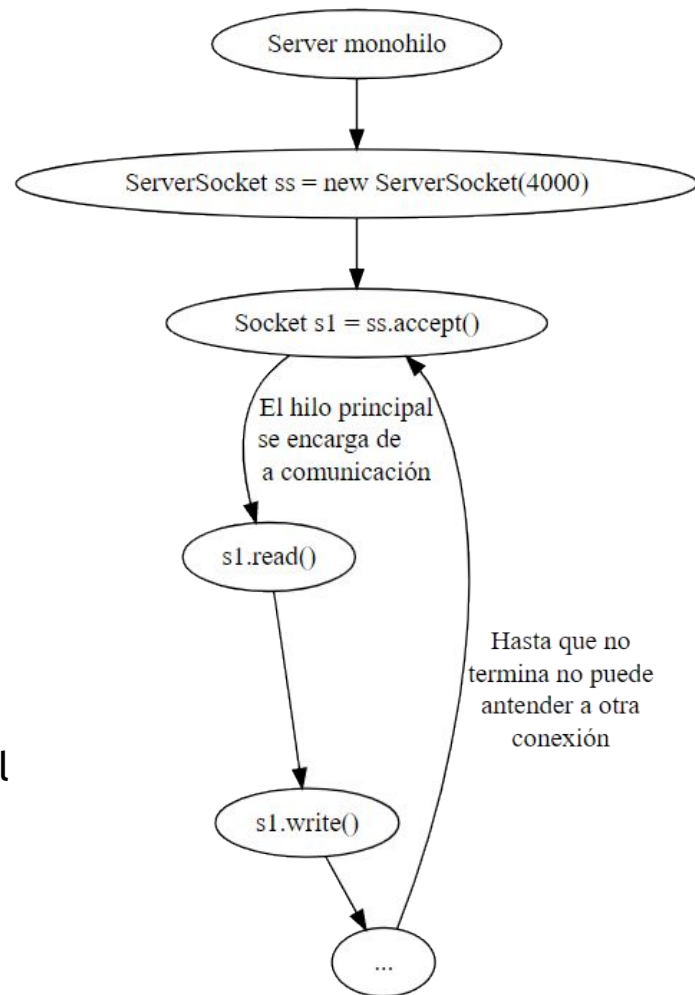 Server monohilo
ServerSocket ss = new ServerSocket(4000)
Socket s1 = ss.accept()
El hilo principal
se encarga de
a comunicación
s1.read()
Hasta que no
termina no puede
antender a otra
conexión
l
s1.write()
...